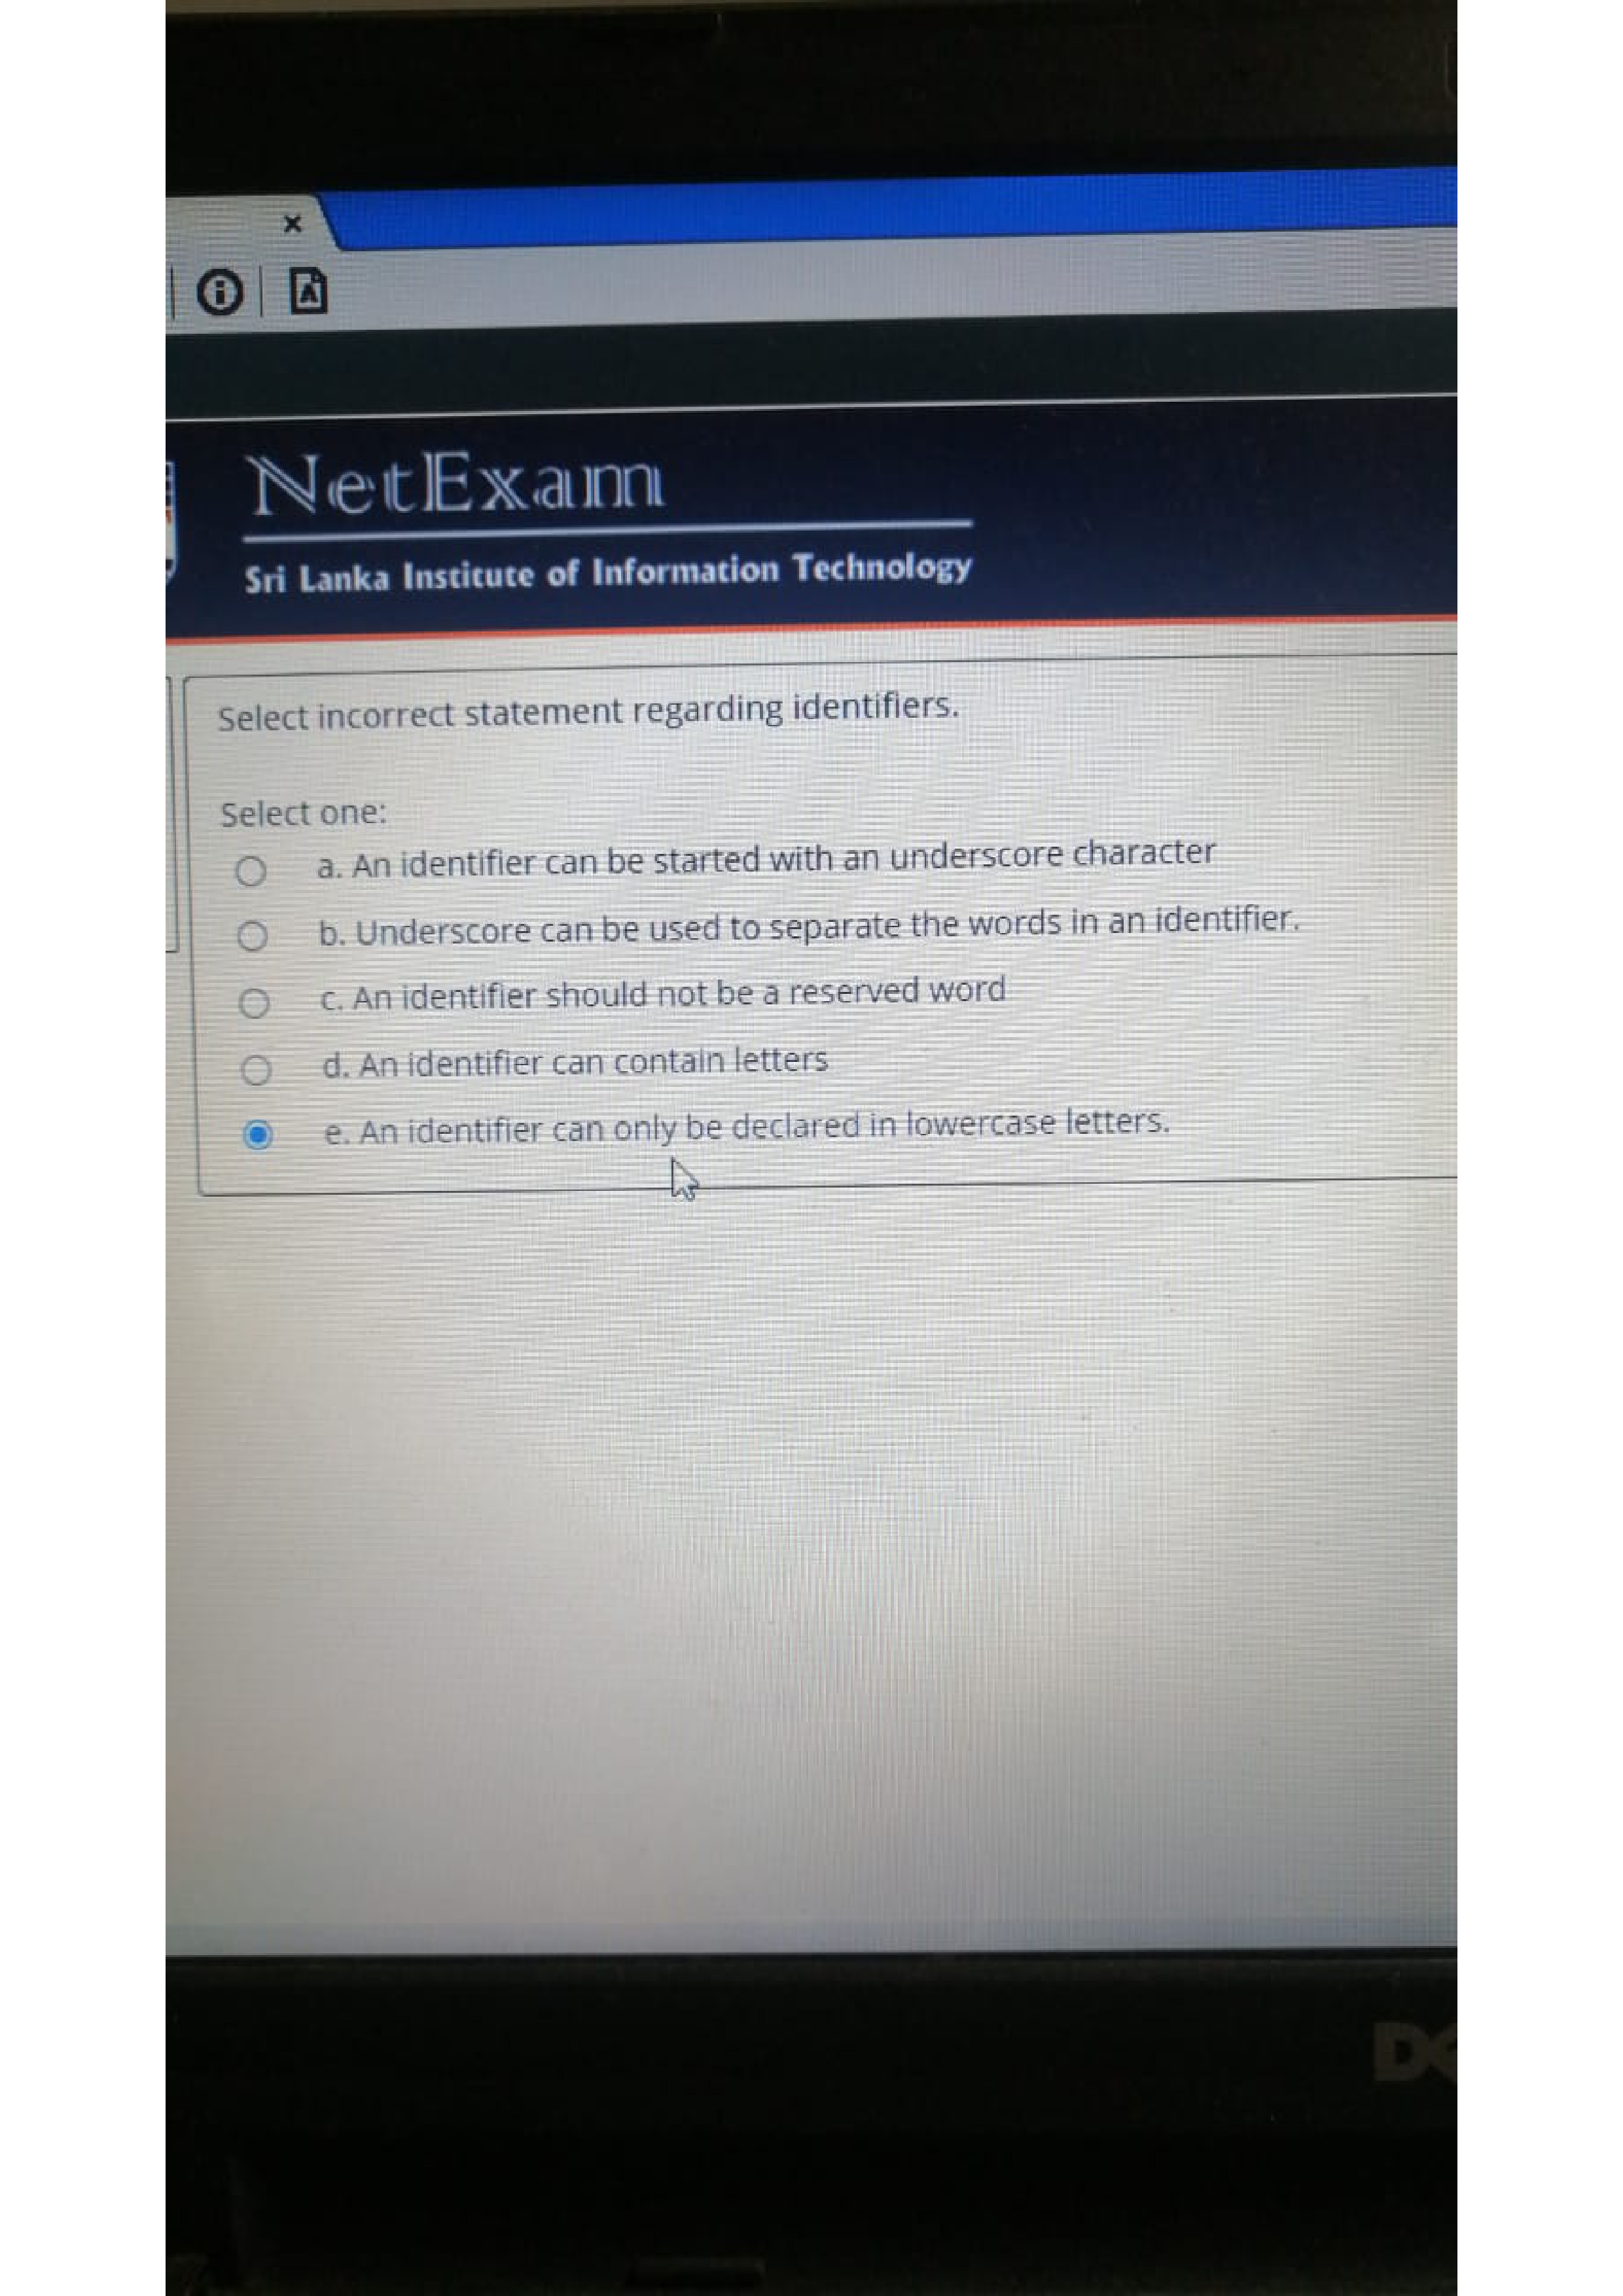 NetExam
Sri Lanka Institute of Information Technology
Select incorrect statement regarding identifiers.
Select one:
a. An identifier can be started with an underscore character
b. Underscore can be used to separate the words in an identifier.
c. An identifier should not be a reserved word
d. An identifier can contain letters
e. An identifier can only be declared in lowercase letters.